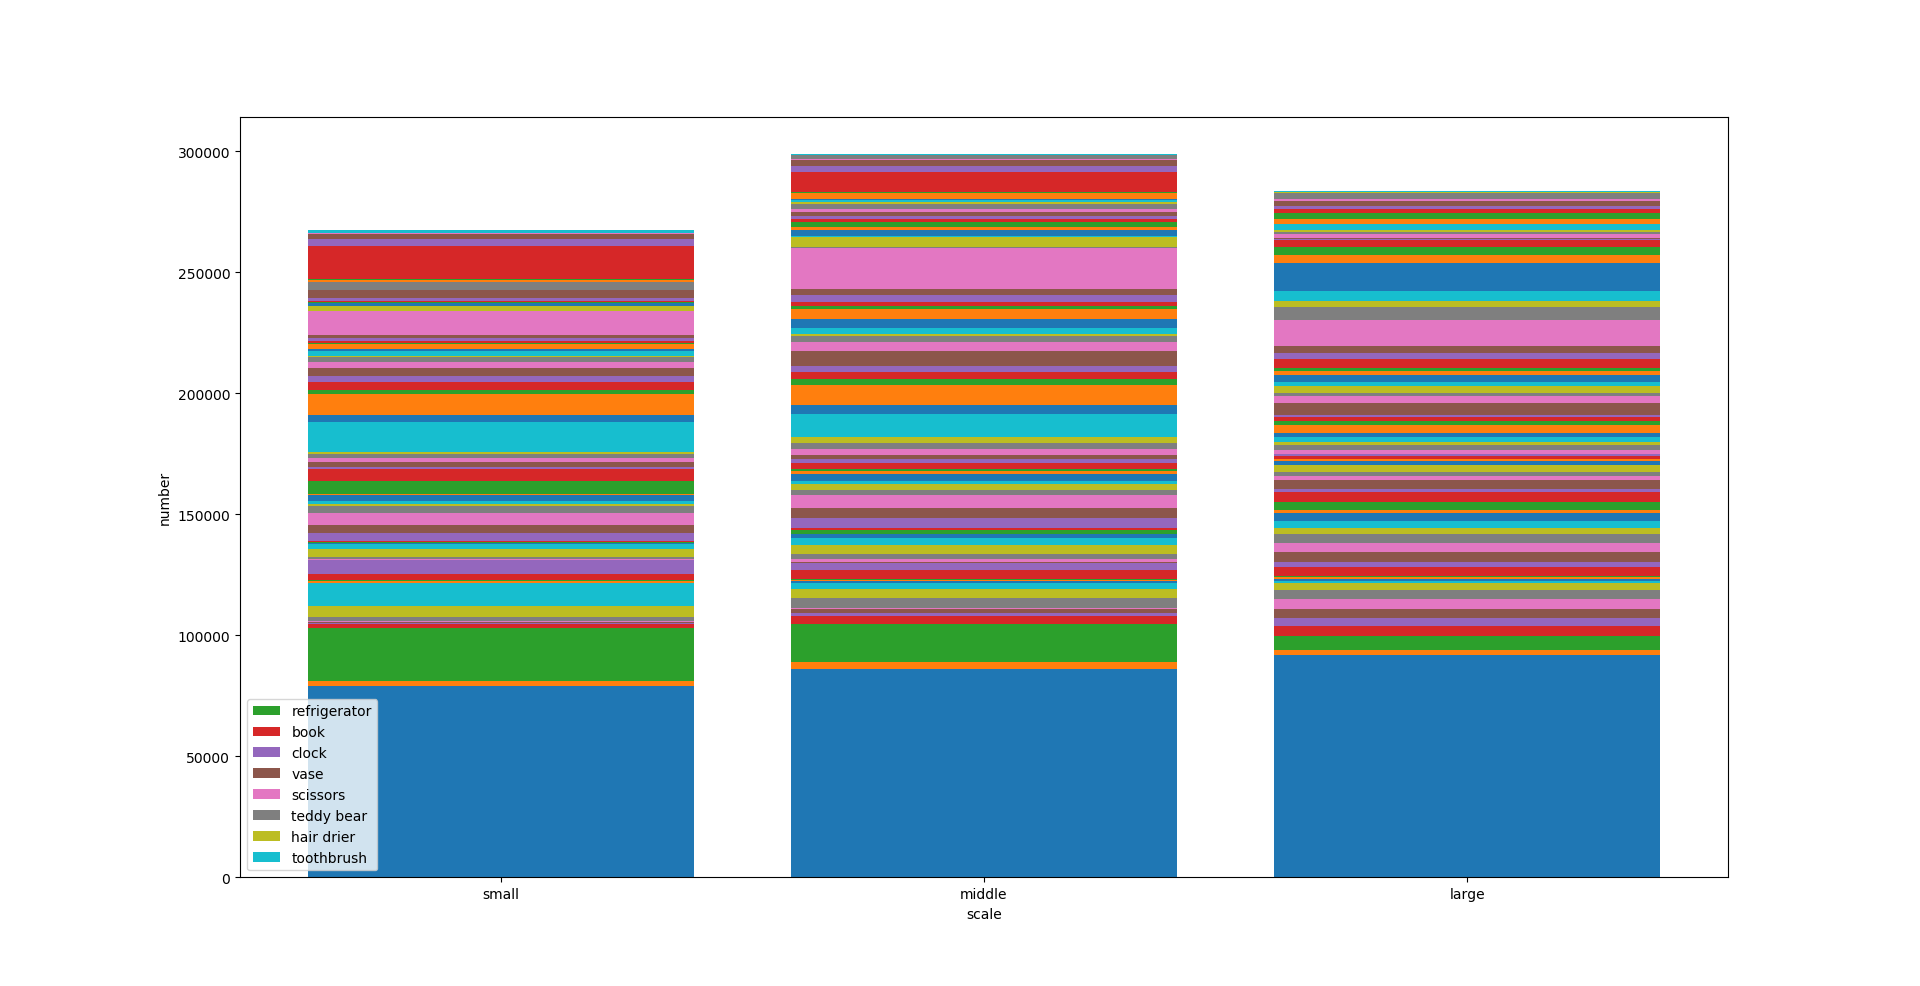 300000
250000
200000
150000
100000
50000
0
number
refrigerator
book
clock
vase
scissors
teddy bear
hair drier
toothbrush
small
middle
large
scale